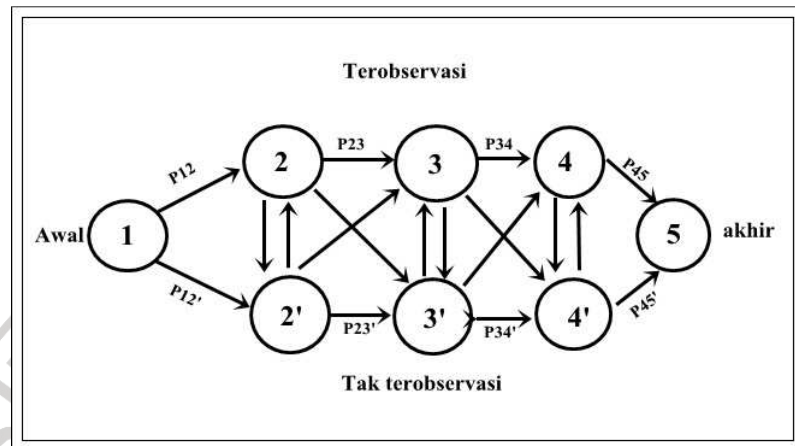 Terobservasi
P12 2 P23 3 P34 4 P45
Awal 1 5 akhir
P12' 2' P23' 3' P34' 4' P45'
Tak terobservasi